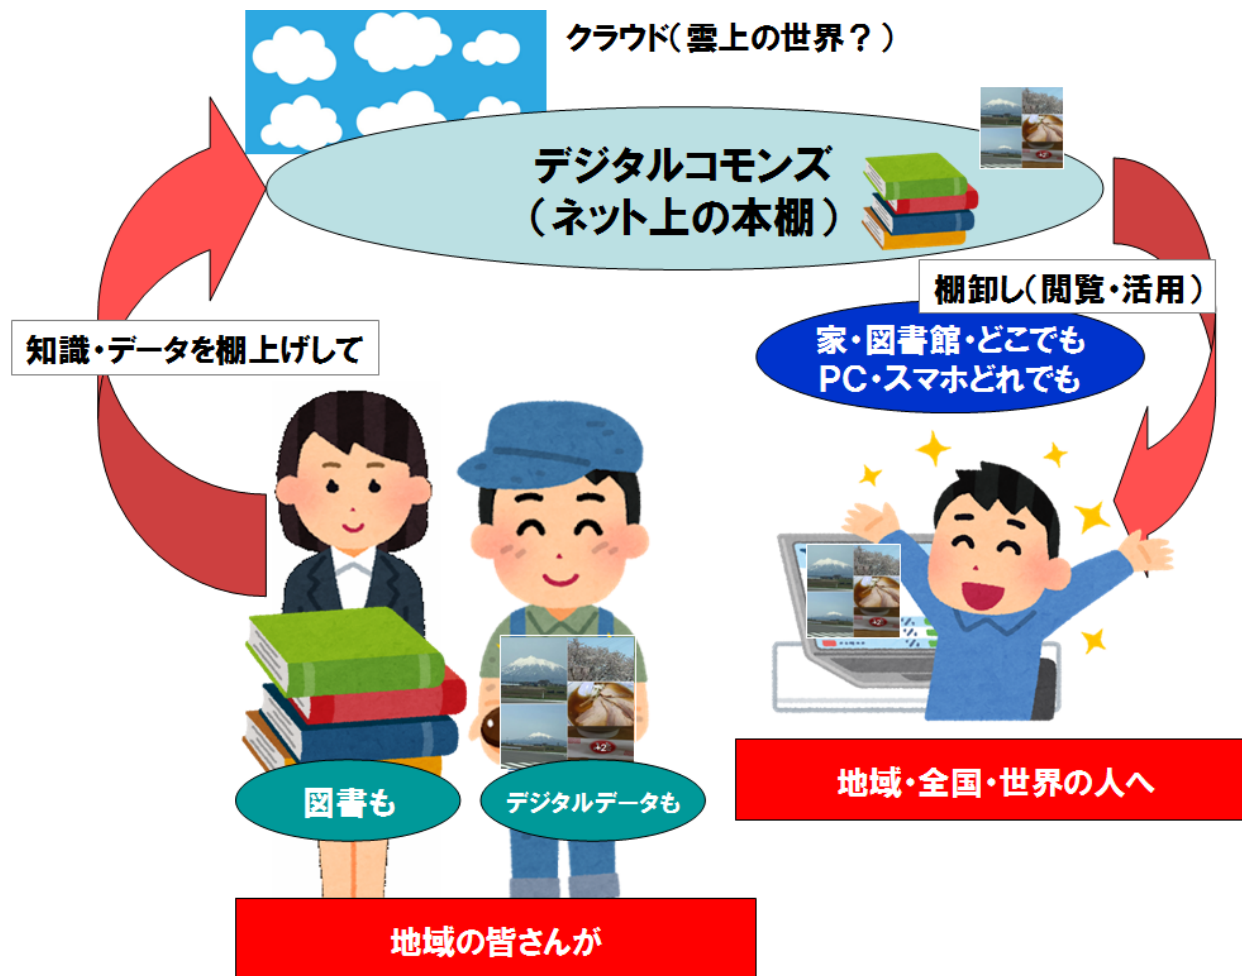 クラウド(雲上の世界?)
デジタルコモンズ
(ネット上の本棚)
棚卸し(閲覧・活用)
知識・データを棚上げして
家・図書館・どこでも
PC・スマホどれでも
図書も
デジタルデータも
地域・全国・世界の人へ
地域の皆さんが
+2
+2
+2